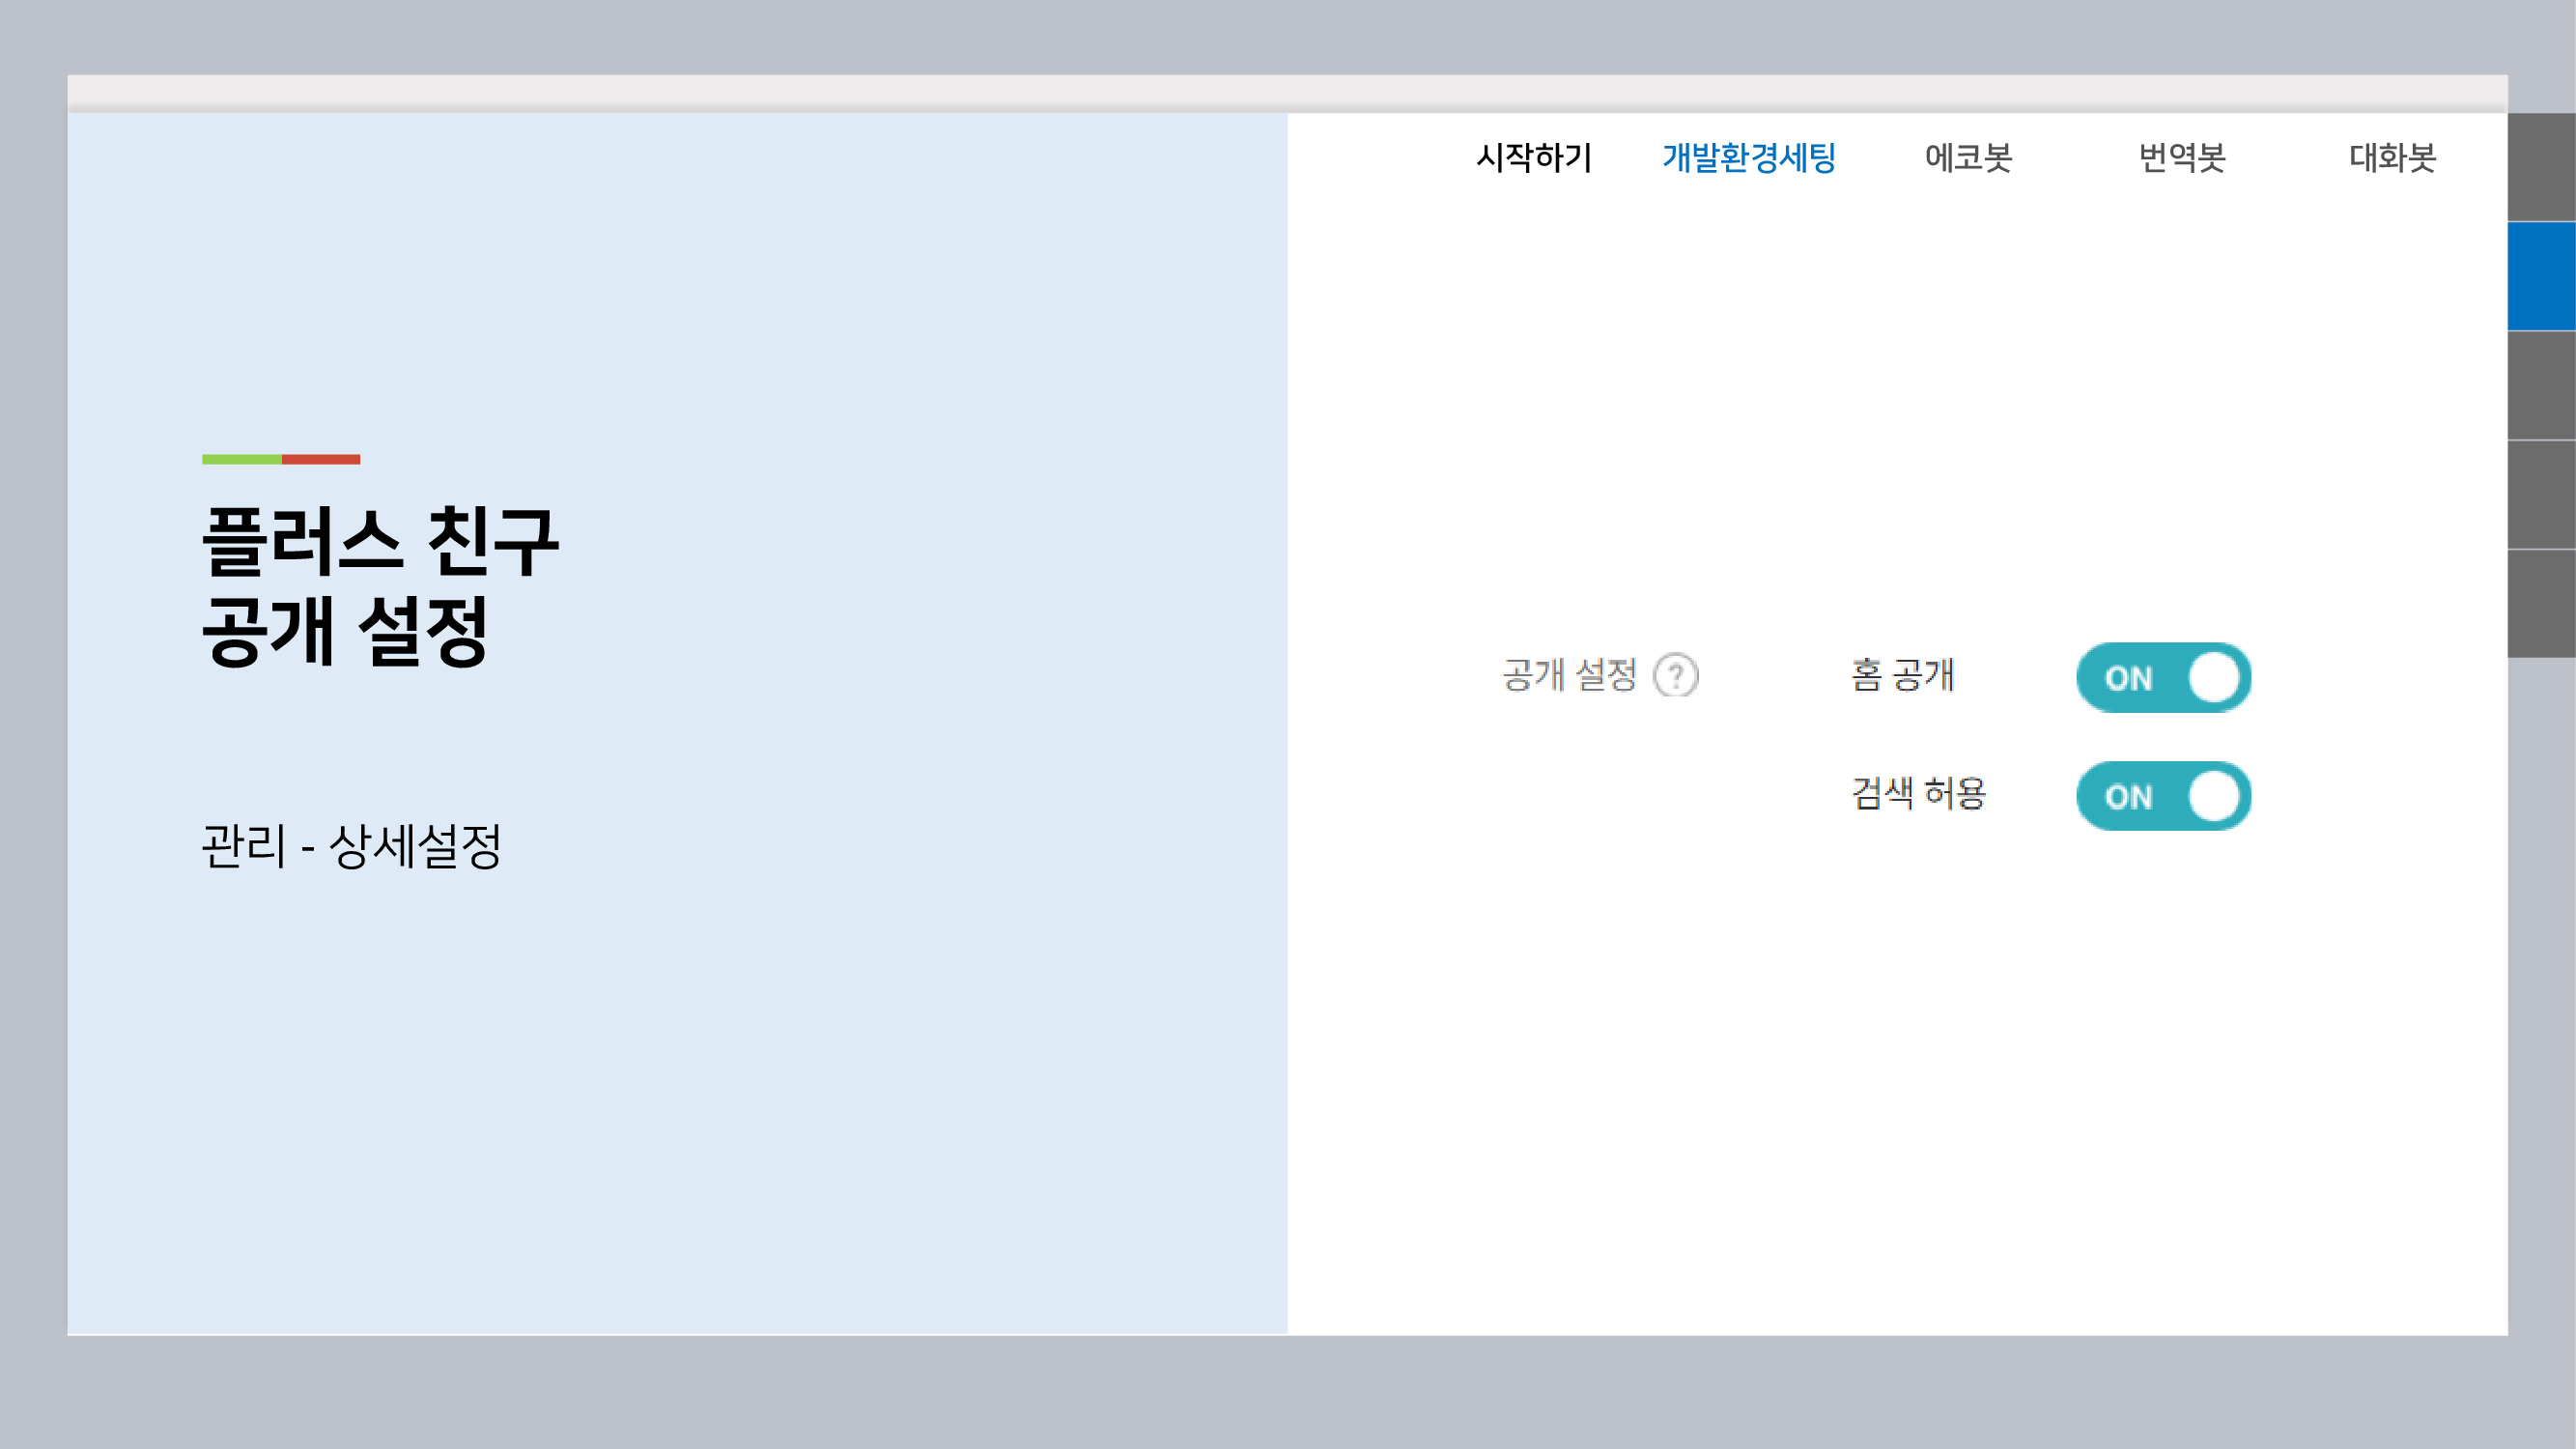 시작하기 개발환경세팅 에코봇 번역봇 대화봇
플러스 친구
공개 설정
관리 - 상세설정
공개 설정 ? 홈 공개 ON
검색 허용 ON